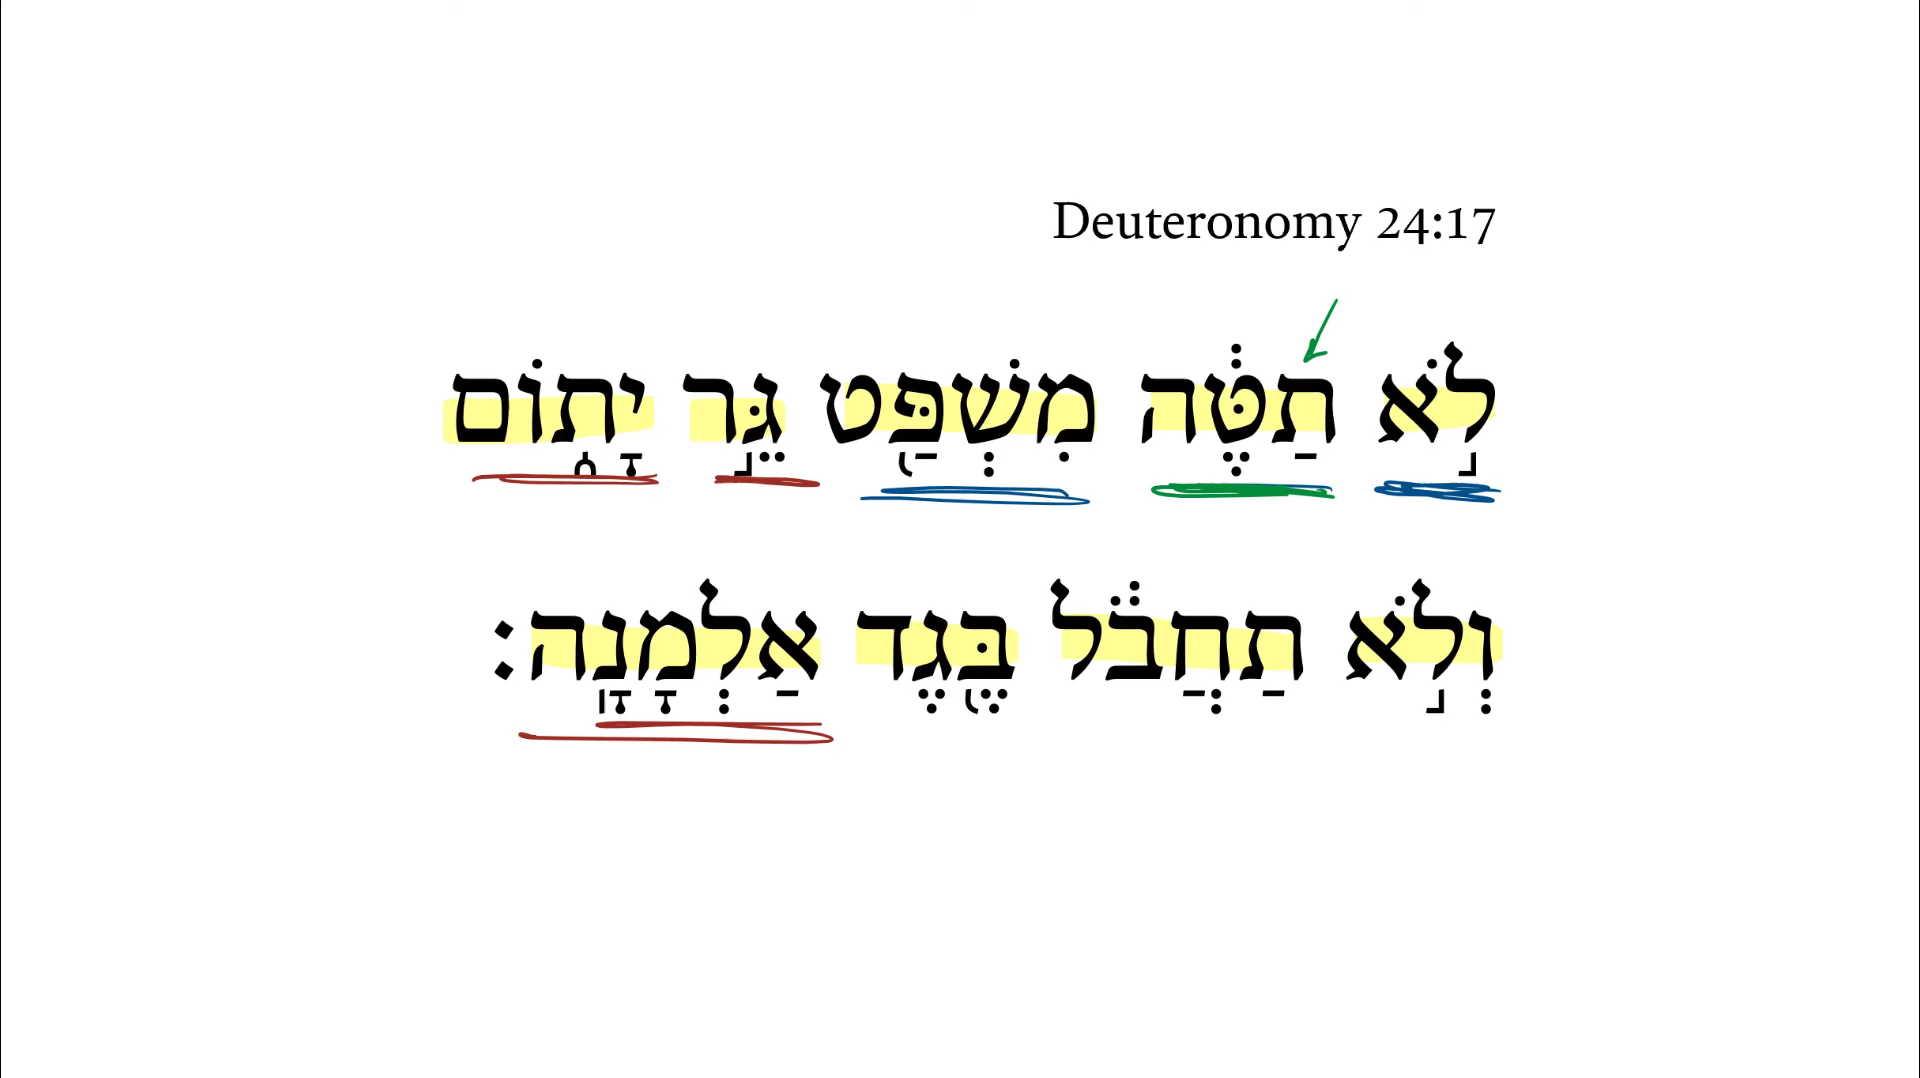 Deuteronomy 24:17
לֹ֣א תַטֶּ֔ה מִשְׁפַּ֖ט גֵּ֣ר יָת֑וֹם
וְלֹ֣א תַחֲבֹ֔ל בֶּ֖גֶד אַלְמָנָֽה׃